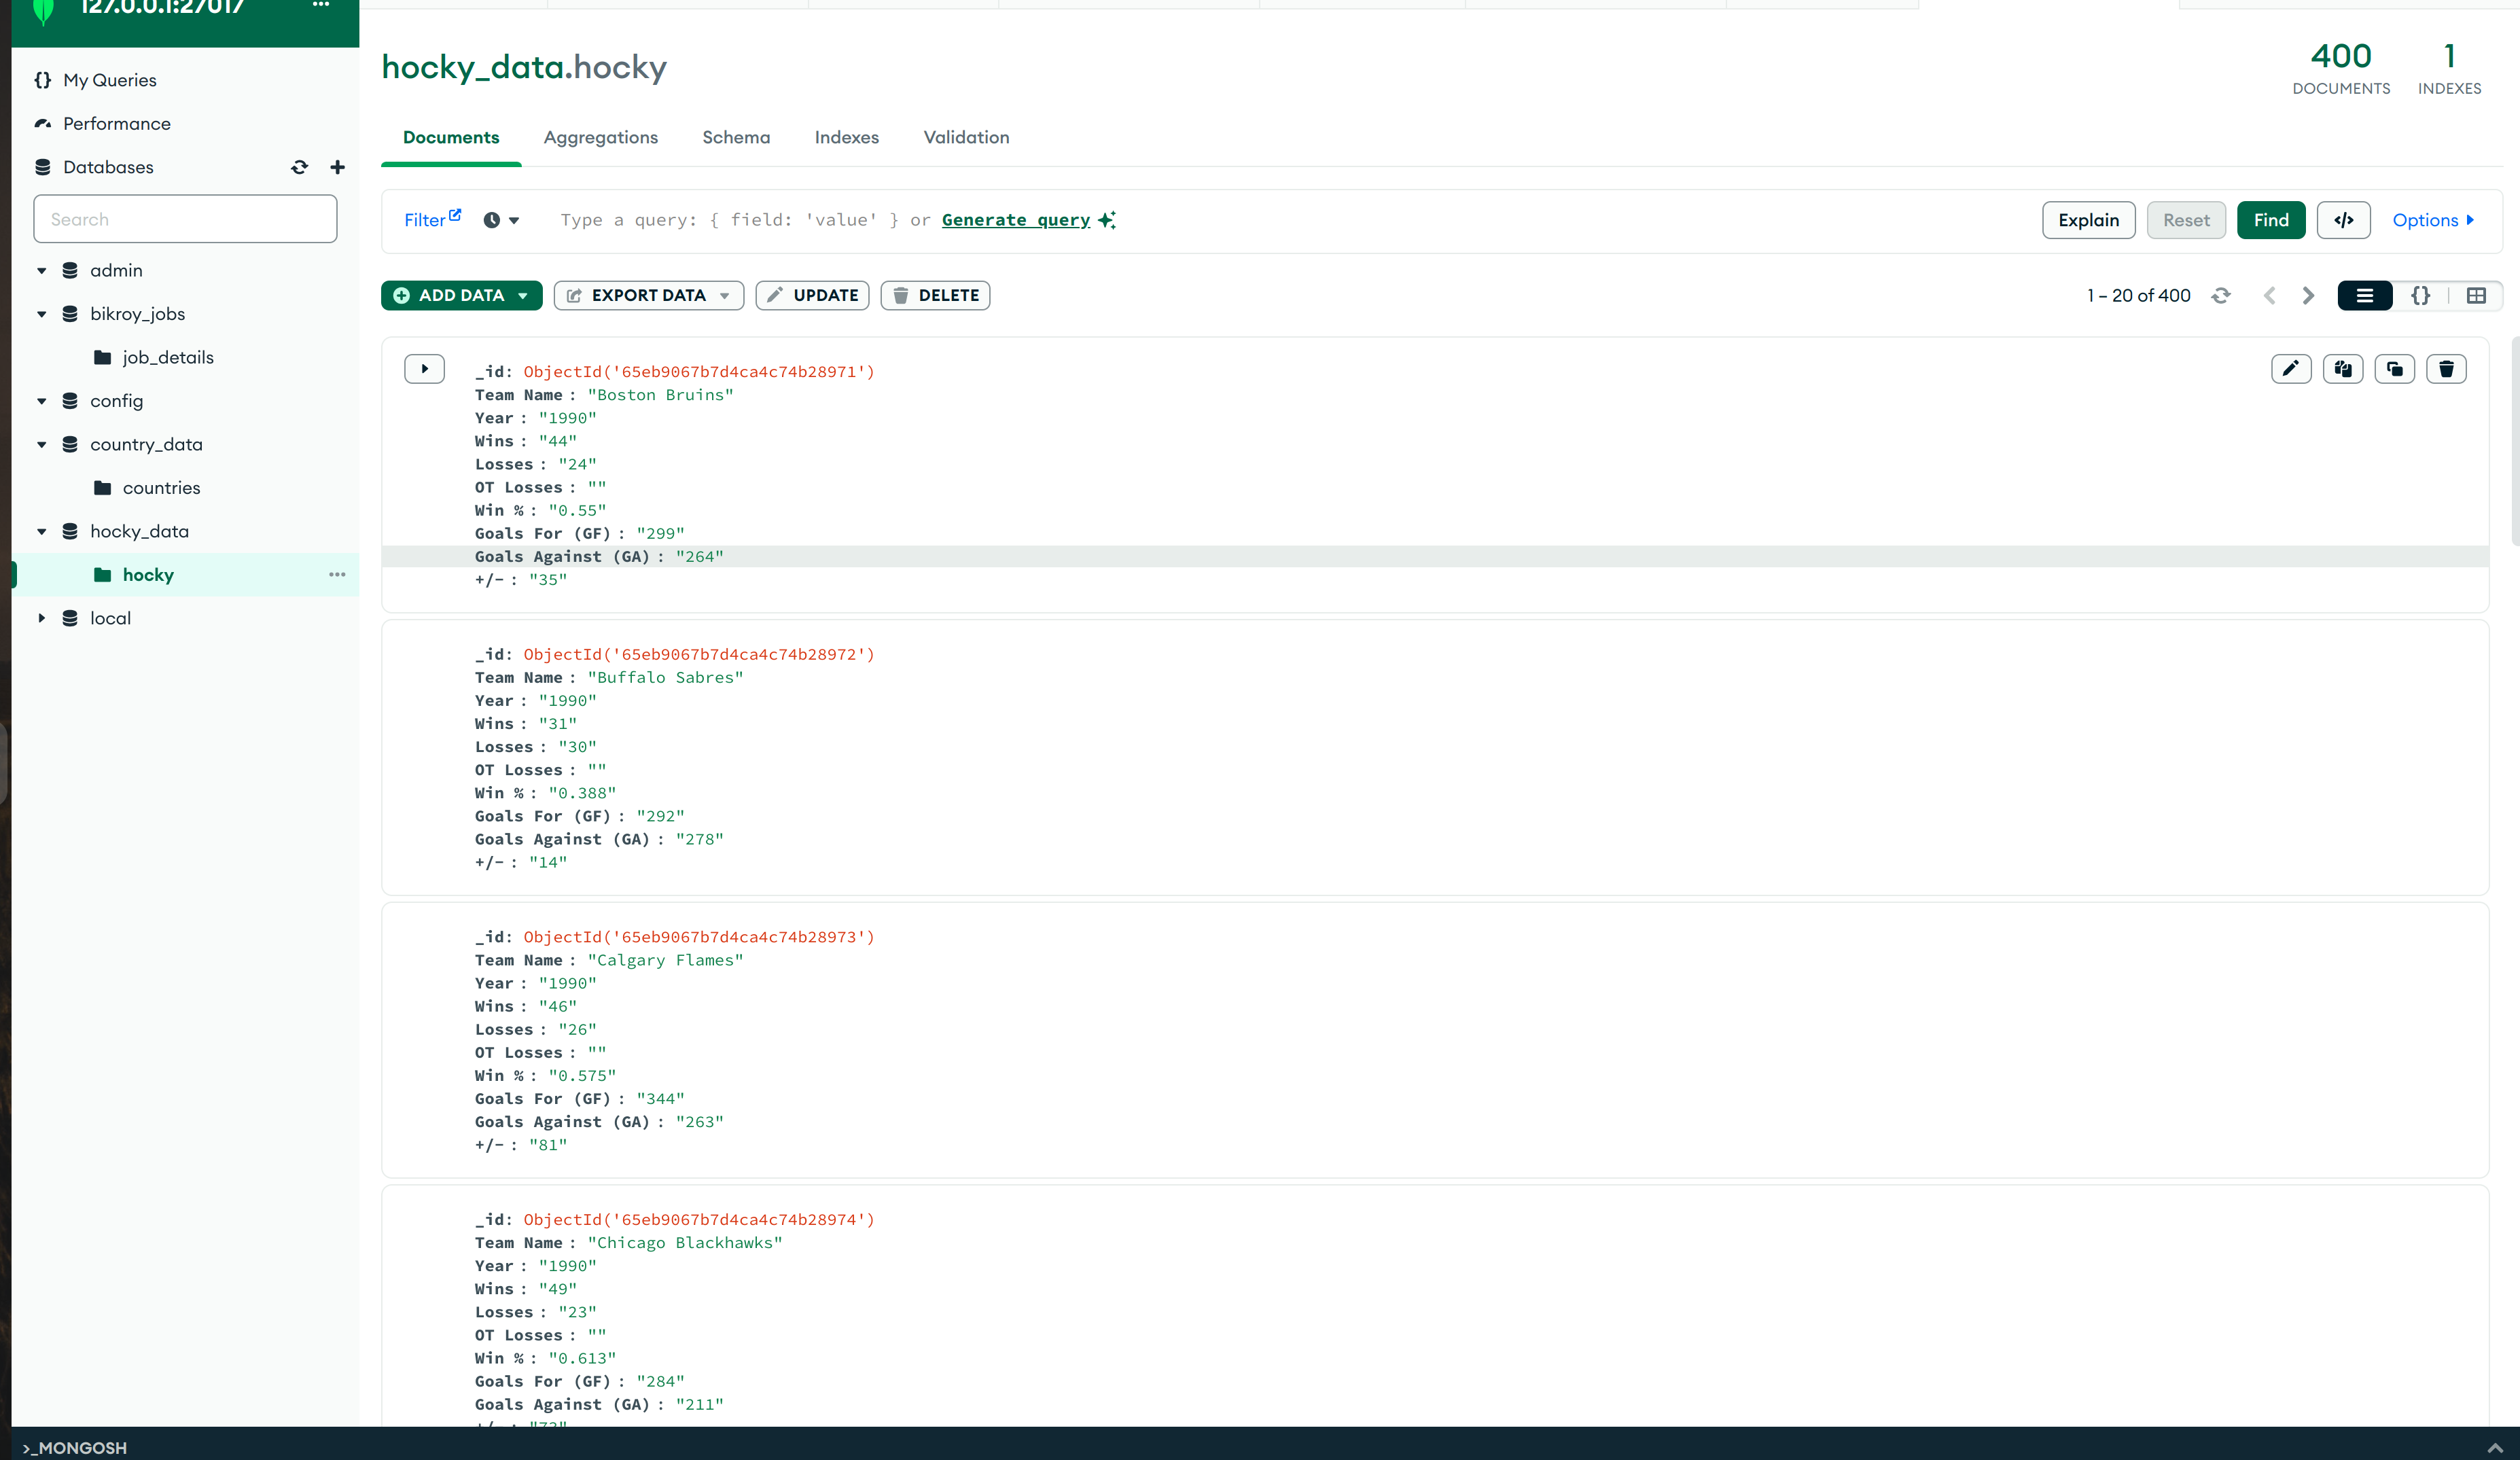 127.0.0.1:27017
My Queries
Performance
Databases
Search
admin
bikroy_jobs
job_details
config
country_data
countries
hocky_data
hocky
local
hocky_data.hocky
400
DOCUMENTS
1
INDEXES
Documents Aggregations Schema Indexes Validation
Filter Type a query: { field: 'value' } or Generate query Explain Reset Find </> Options
ADD DATA EXPORT DATA UPDATE DELETE 1 – 20 of 400 {}
_id: ObjectId('65eb9067b7d4ca4c74b28971')
Team Name : "Boston Bruins"
Year : "1990"
Wins : "44"
Losses : "24"
OT Losses : ""
Win % : "0.55"
Goals For (GF) : "299"
Goals Against (GA) : "264"
+/- : "35"
_id: ObjectId('65eb9067b7d4ca4c74b28972')
Team Name : "Buffalo Sabres"
Year : "1990"
Wins : "31"
Losses : "30"
OT Losses : ""
Win % : "0.388"
Goals For (GF) : "292"
Goals Against (GA) : "278"
+/- : "14"
_id: ObjectId('65eb9067b7d4ca4c74b28973')
Team Name : "Calgary Flames"
Year : "1990"
Wins : "46"
Losses : "26"
OT Losses : ""
Win % : "0.575"
Goals For (GF) : "344"
Goals Against (GA) : "263"
+/- : "81"
_id: ObjectId('65eb9067b7d4ca4c74b28974')
Team Name : "Chicago Blackhawks"
Year : "1990"
Wins : "49"
Losses : "23"
OT Losses : ""
Win % : "0.613"
Goals For (GF) : "284"
Goals Against (GA) : "211"
+/- : "73"
>_MONGOSH